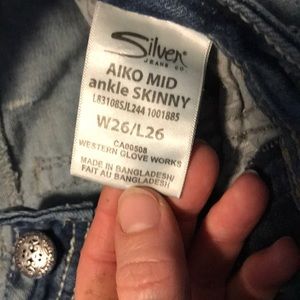 Silver
JEANS CO.
AIKO MID
ankle SKINNY
L83108SJL244 1001885
W26/L26
CA00508
WESTERN GLOVE WORKS
MADE IN BANGLADESH/
FAIT AU BANGLADESH